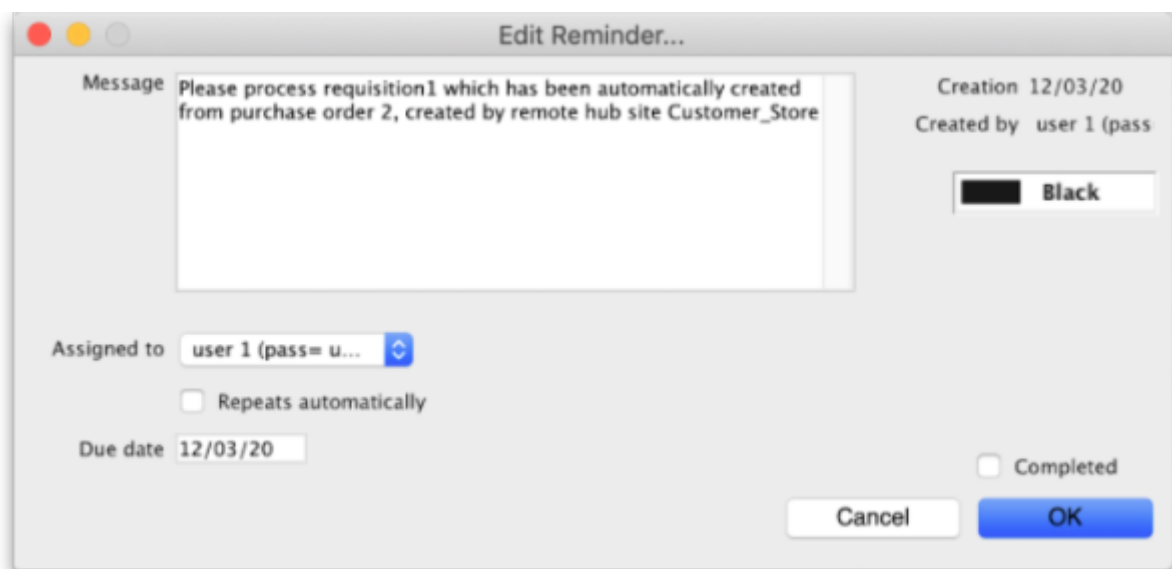 Edit Reminder...
Message
Please process requisition1 which has been automatically created
from purchase order 2, created by remote hub site Customer_Store
Creation 12/03/20
Created by user 1 (pass
Black
Assigned to user 1 (pass= u...
Repeats automatically
Due date 12/03/20
Completed
Cancel
OK